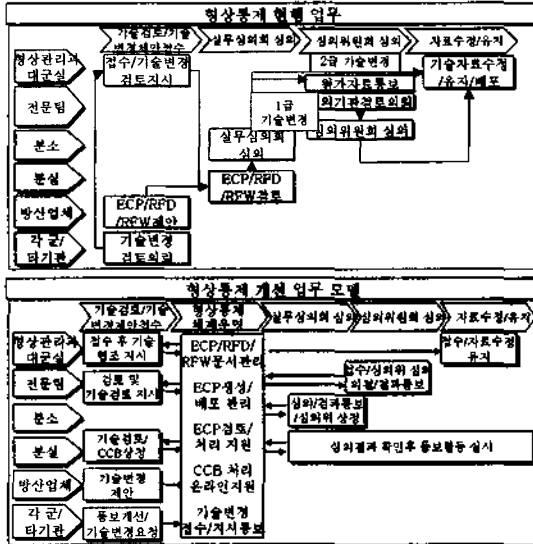 형상통제 현행 업무
기술검토/기술
변경제안접수
실무심의회 심의
심의위원회 심의
자료수정/유지
형상관리과
대군실
전문팀
분소
분실
방산업체
각 군/
타기관
접수/기술변경
검토지시
ECP/RFD
/RFW제안
기술변경
검토의뢰
실무심의회
심의
ECP/RFD
/RFW검토
1급
기술변경
2급 기술변경
원가자료통보
외기관검토의뢰
심의위원회 심의
기술자료수정
/유지/배포
형상통제 개선 업무 모델
기술검토/기술
변경제안접수
형상통제
체계운영
실무심의회 심의
심의위원회 심의
자료수정/유지
형상관리과
대군실
전문팀
분소
분실
방산업체
각 군/
타기관
접수 후 기술
협조 지시
검토 및
기술검토 지시
기술검토/
CCB상정
기술변경
제안
통보개선/
기술변경요청
ECP/RFD/
RFW문서관리
ECP생성/
배포 관리
ECP검토/
처리 지원
CCB 처리
온라인지원
기술변경
접수/지시통보
접수/심의위 심의
의결/결과통보
심의/결과통보
/심의위 상정
접수/자료수정
유지
심의결과 확인후 통보활동 실시